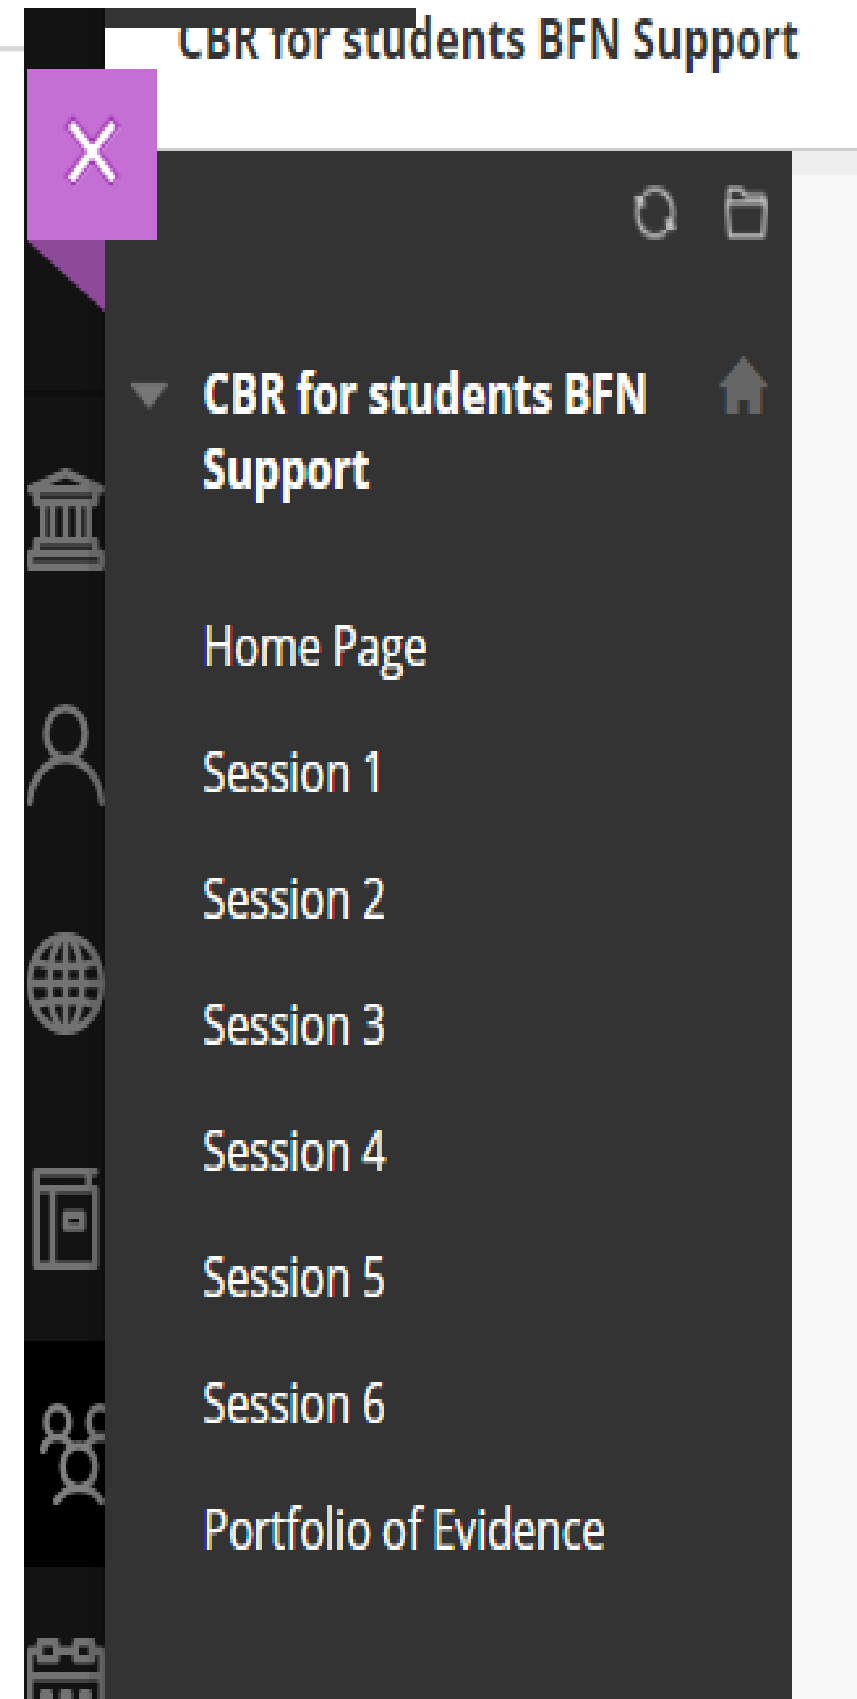 CBR for students BFN Support
CBR for students BFN
Support
Home Page
Session 1
Session 2
Session 3
Session 4
Session 5
Session 6
Portfolio of Evidence